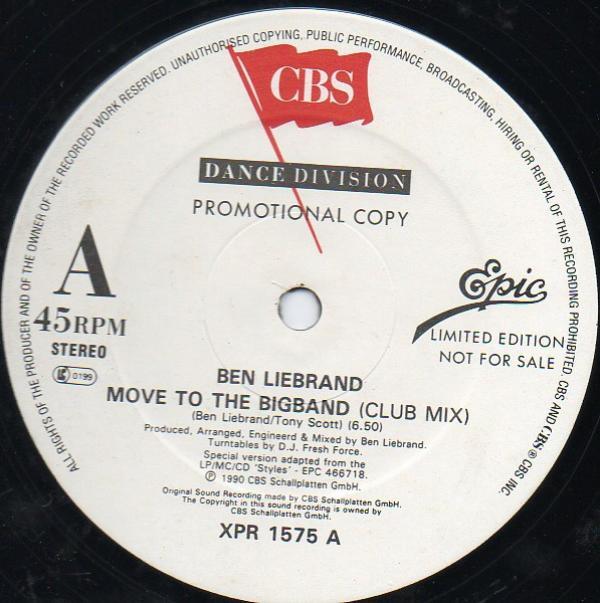 ALL RIGHTS OF THE PRODUCER AND OF THE OWNER OF THE RECORDED WORK RESERVED. UNAUTHORISED COPYING, PUBLIC PERFORMANCE, BROADCASTING, HIRING OR RENTAL OF THIS RECORDING PROHIBITED. CBS AND CBS ® CBS INC.
CBS
DANCE DIVISION
PROMOTIONAL COPY
A
45 RPM
STEREO
LC 0199
Epic
LIMITED EDITION
NOT FOR SALE
BEN LIEBRAND
MOVE TO THE BIGBAND (CLUB MIX)
(Ben Liebrand/Tony Scott) (6.50)
Produced, Arranged, Engineerd & Mixed by Ben Liebrand.
Turntables by D.J. Fresh Force.
Special version adapted from the
LP/MC/CD 'Styles' - EPC 466718.
℗ 1990 CBS Schallplatten GmbH.
Original Sound Recording made by CBS Schallplatten GmbH.
The Copyright in this sound recording is owned by
CBS Schallplatten GmbH.
XPR 1575 A